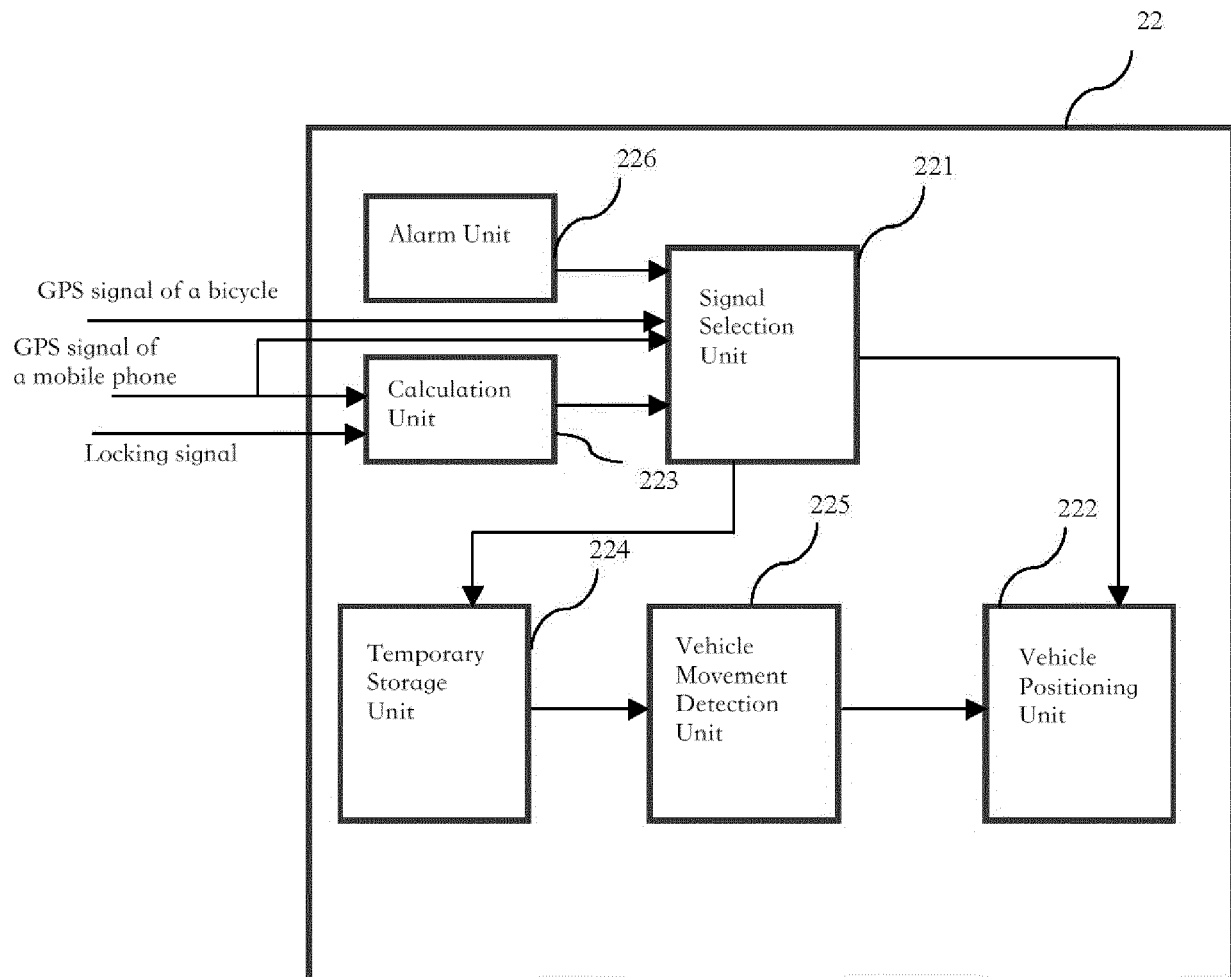 22
226
221
Alarm Unit
GPS signal of a bicycle
Signal
Selection
Unit
GPS signal of
a mobile phone
Calculation
Unit
Locking signal
223
225
222
224
Temporary
Storage
Unit
Vehicle
Movement
Detection
Unit
Vehicle
Positioning
Unit